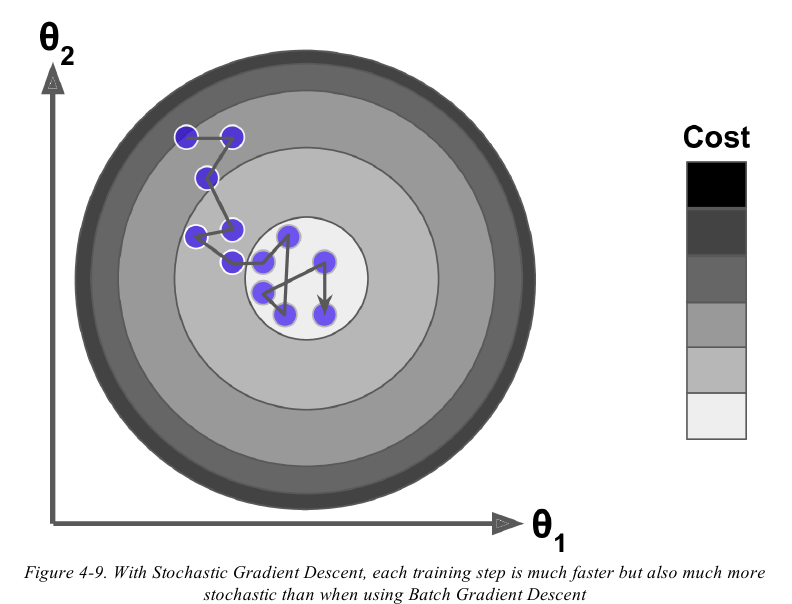 θ2
Cost
θ1
Figure 4-9. With Stochastic Gradient Descent, each training step is much faster but also much more
stochastic than when using Batch Gradient Descent